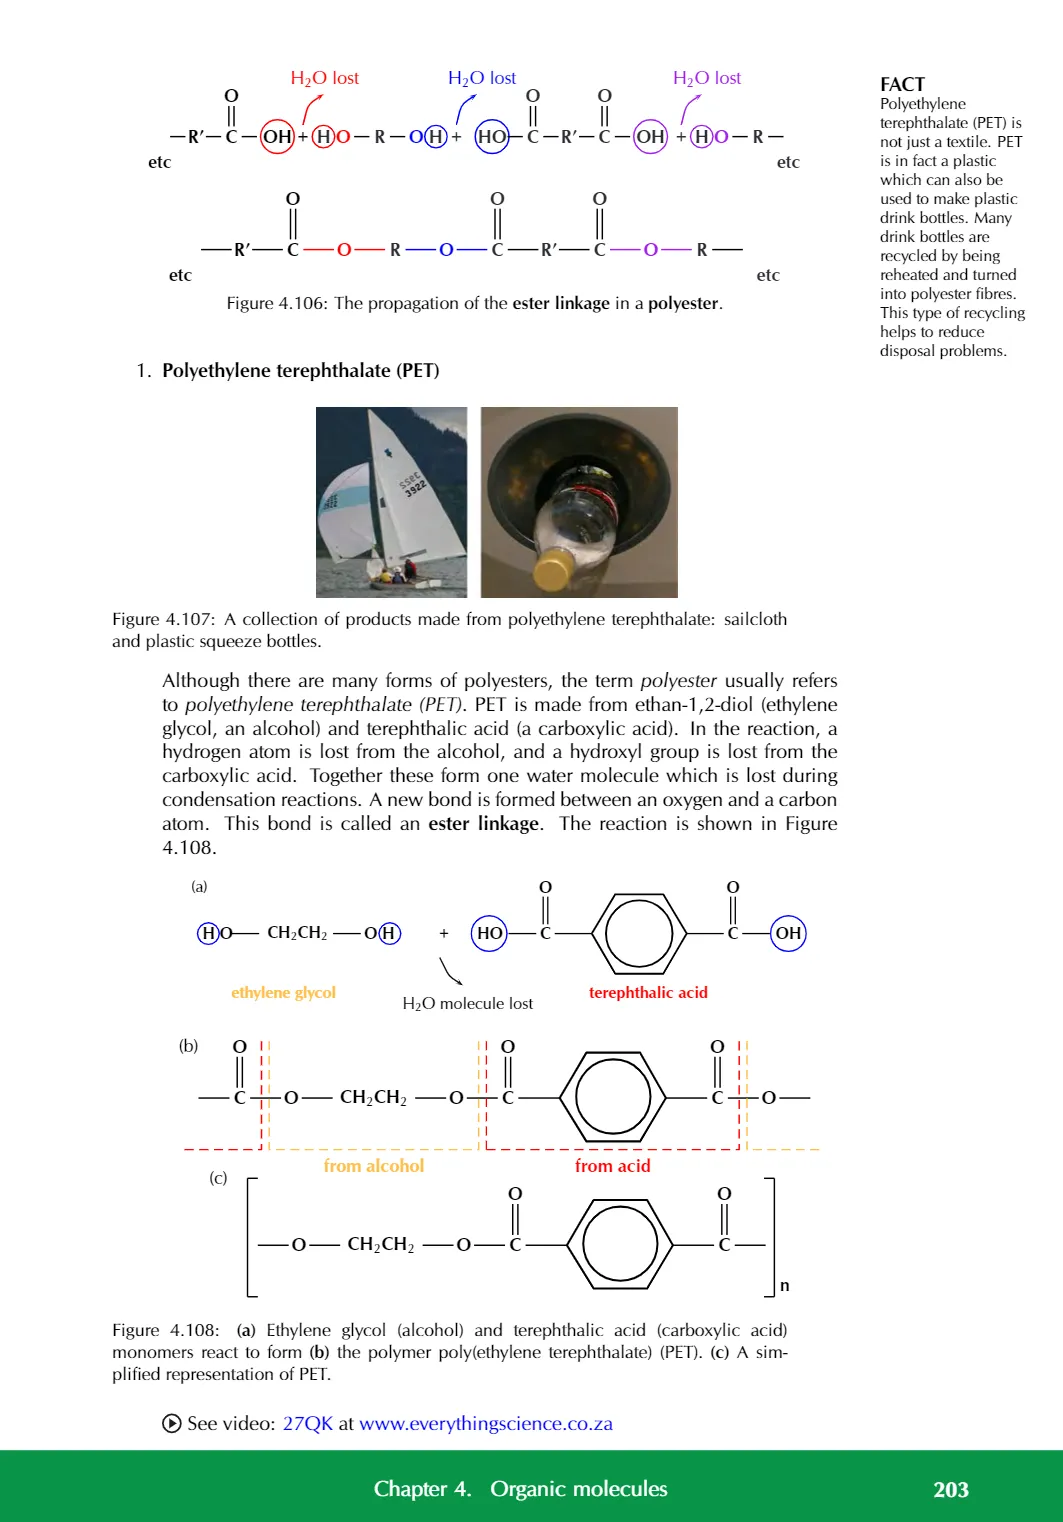 H₂O lost H₂O lost H₂O lost
O O O
R′ C OH + H O R O H + HO C R′ C OH + H O R
etc etc
O O O
R′ C O R O C R′ C O R
etc etc
Figure 4.106: The propagation of the ester linkage in a polyester.
FACT
Polyethylene
terephthalate (PET) is
not just a textile. PET
is in fact a plastic
which can also be
used to make plastic
drink bottles. Many
drink bottles are
recycled by being
reheated and turned
into polyester fibres.
This type of recycling
helps to reduce
disposal problems.
1. Polyethylene terephthalate (PET)
3922
3922
Figure 4.107: A collection of products made from polyethylene terephthalate: sailcloth
and plastic squeeze bottles.
Although there are many forms of polyesters, the term polyester usually refers
to polyethylene terephthalate (PET). PET is made from ethan-1,2-diol (ethylene
glycol, an alcohol) and terephthalic acid (a carboxylic acid). In the reaction, a
hydrogen atom is lost from the alcohol, and a hydroxyl group is lost from the
carboxylic acid. Together these form one water molecule which is lost during
condensation reactions. A new bond is formed between an oxygen and a carbon
atom. This bond is called an ester linkage. The reaction is shown in Figure
4.108.
(a)
O O
H O CH₂CH₂ O H + HO C C OH
ethylene glycol H₂O molecule lost terephthalic acid
(b)
O O O
C O CH₂CH₂ O C C O
from alcohol from acid
(c)
O O
O CH₂CH₂ O C C
n
Figure 4.108: (a) Ethylene glycol (alcohol) and terephthalic acid (carboxylic acid)
monomers react to form (b) the polymer poly(ethylene terephthalate) (PET). (c) A sim-
plified representation of PET.
See video: 27QK at www.everythingscience.co.za
Chapter 4. Organic molecules 203